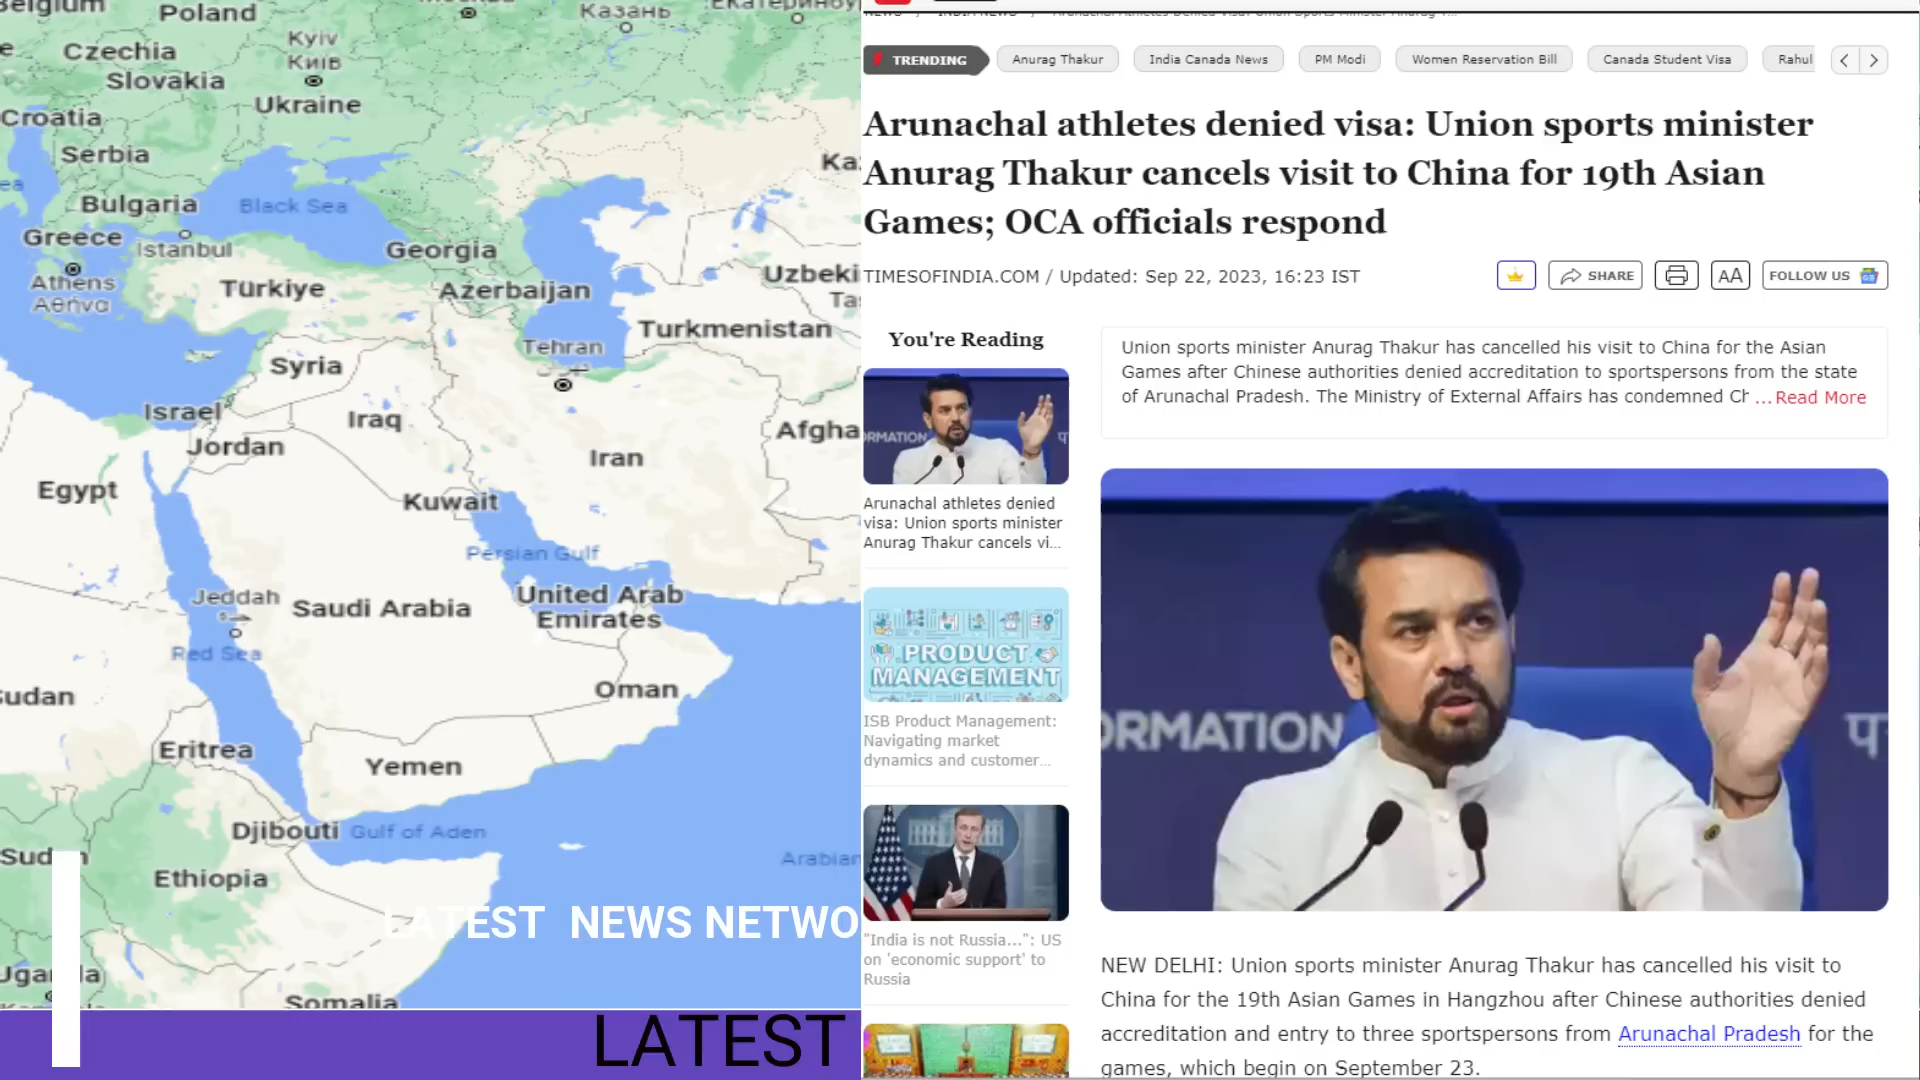 Belgium
Poland
Казань
Czechia
Kyiv
Київ
Slovakia
Ukraine
Croatia
Serbia
Bulgaria
Black Sea
Greece
Istanbul
Georgia
Athens
Αθήνα
Türkiye
Azerbaijan
Turkmenistan
Tehran
Syria
Israel
Iraq
Jordan
Iran
Egypt
Kuwait
Persian Gulf
Jeddah
Saudi Arabia
United Arab
Emirates
Red Sea
Oman
Eritrea
Yemen
Djibouti
Gulf of Aden
Arabian
Ethiopia
Somalia
LATEST NEWS NETWO
LATEST
TRENDING
Anurag Thakur
India Canada News
PM Modi
Women Reservation Bill
Canada Student Visa
Rahul
Arunachal athletes denied visa: Union sports minister
Anurag Thakur cancels visit to China for 19th Asian
Games; OCA officials respond
TIMESOFINDIA.COM / Updated: Sep 22, 2023, 16:23 IST
SHARE
AA
FOLLOW US
You're Reading
Arunachal athletes denied
visa: Union sports minister
Anurag Thakur cancels vi...
PRODUCT
MANAGEMENT
ISB Product Management:
Navigating market
dynamics and customer...
"India is not Russia...": US
on 'economic support' to
Russia
Union sports minister Anurag Thakur has cancelled his visit to China for the Asian
Games after Chinese authorities denied accreditation to sportspersons from the state
of Arunachal Pradesh. The Ministry of External Affairs has condemned Ch ... Read More
ORMATION
NEW DELHI: Union sports minister Anurag Thakur has cancelled his visit to
China for the 19th Asian Games in Hangzhou after Chinese authorities denied
accreditation and entry to three sportspersons from Arunachal Pradesh for the
games, which begin on September 23.